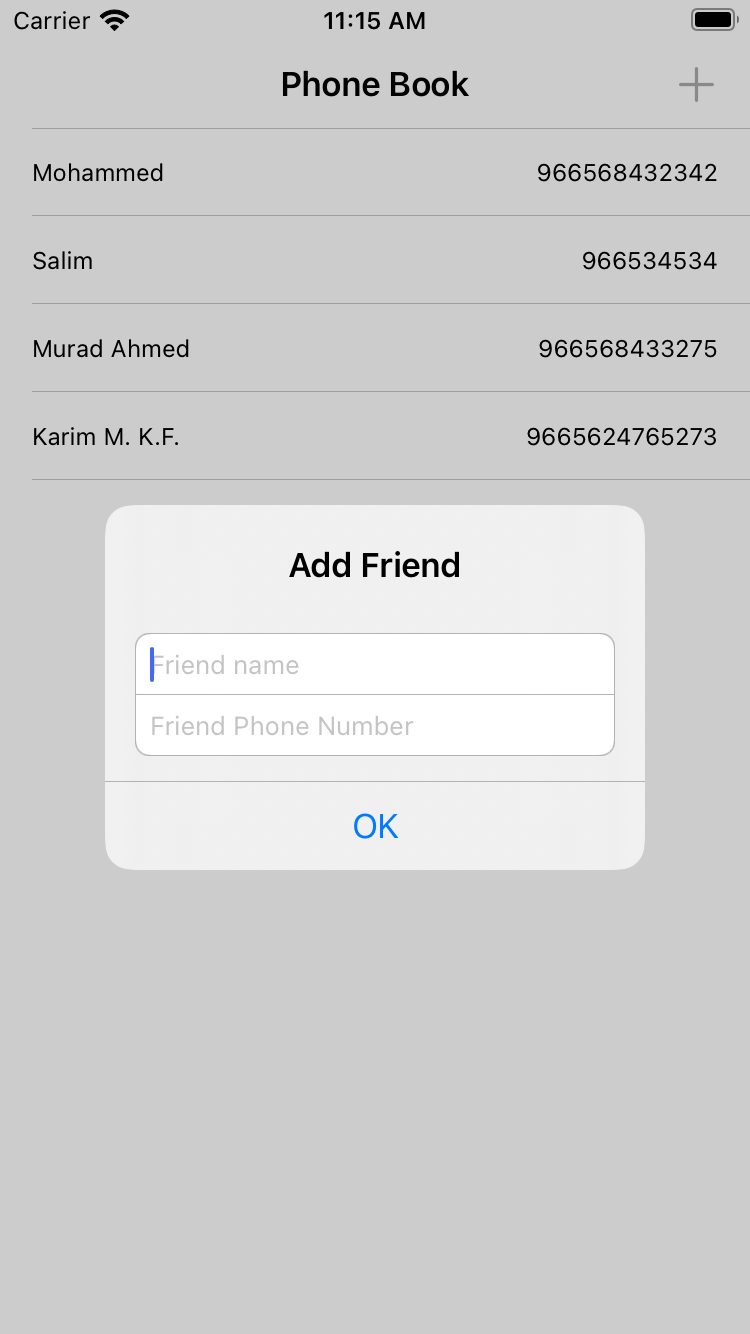 Carrier 11:15 AM
Phone Book
Mohammed 966568432342
Salim 966534534
Murad Ahmed 966568433275
Karim M. K.F. 9665624765273
Add Friend
Friend name
Friend Phone Number
OK